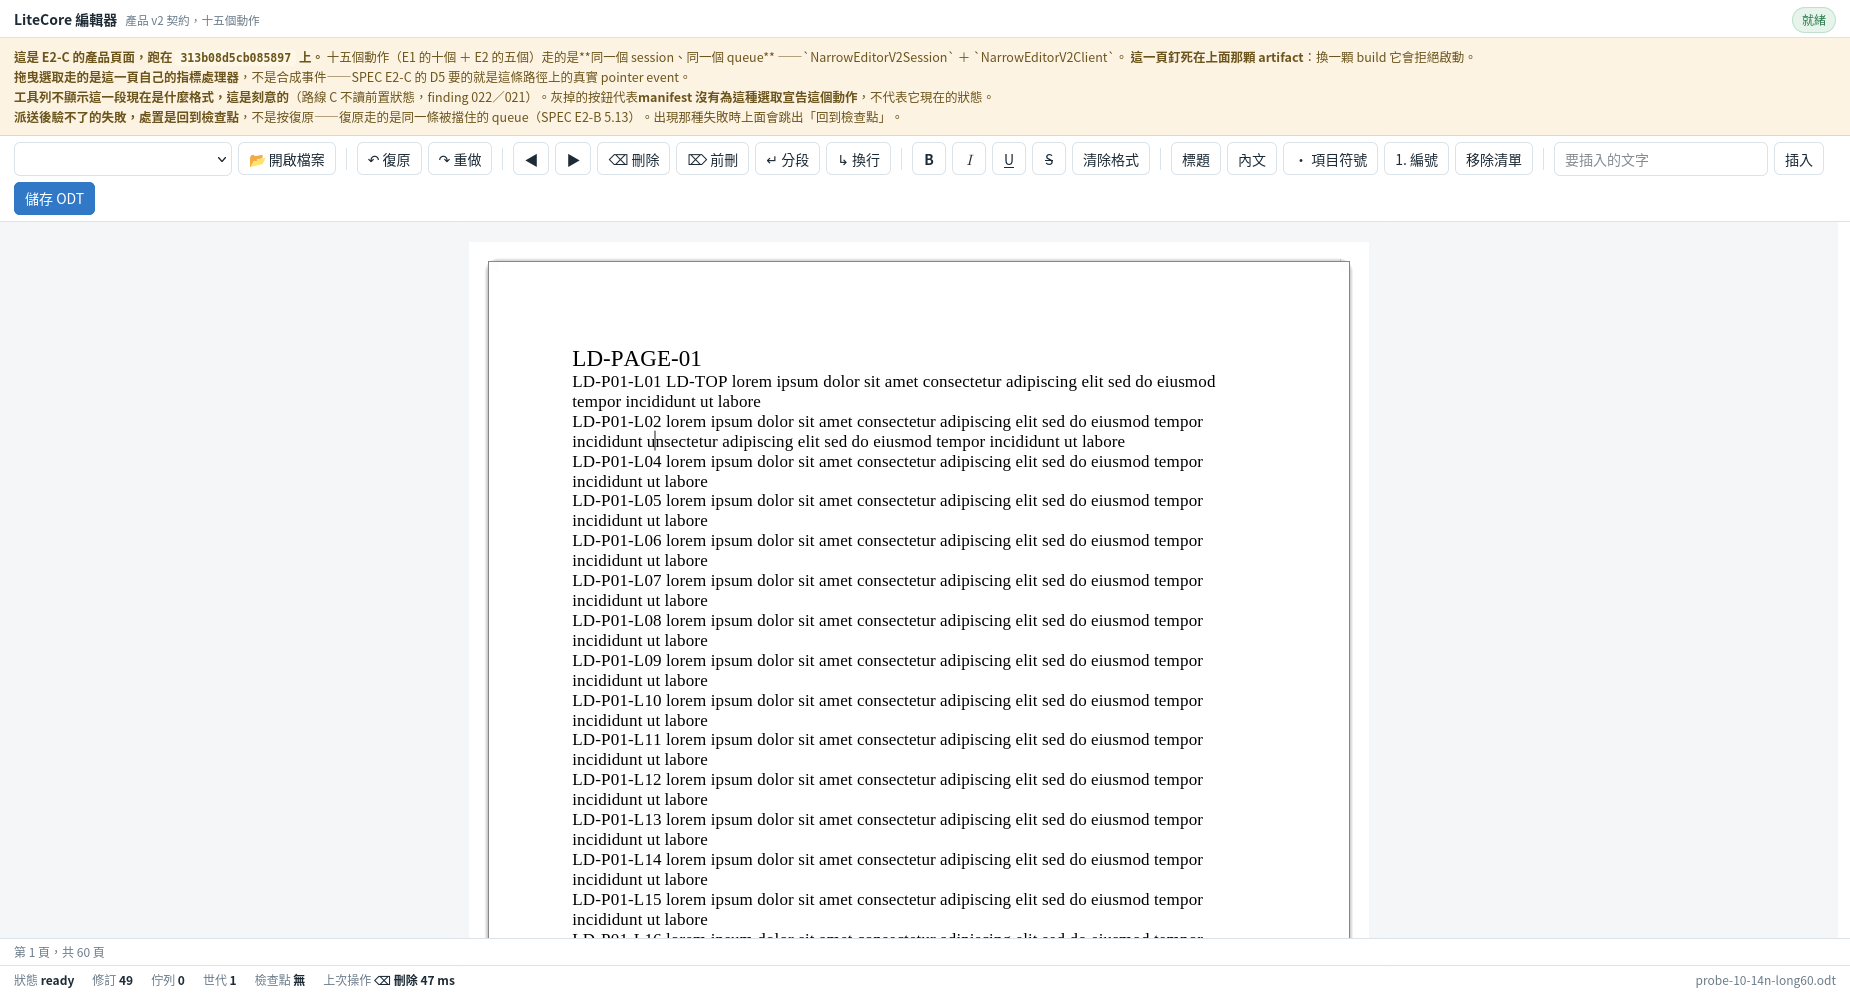 LiteCore 編輯器 產品 v2 契約，十五個動作 就緒
這是 E2-C 的產品頁面，跑在 313b08d5cb085897 上。 十五個動作（E1 的十個 ＋ E2 的五個）走的是**同一個 session、同一個 queue** ——`NarrowEditorV2Session` ＋ `NarrowEditorV2Client`。 這一頁釘死在上面那顆 artifact：換一顆 build 它會拒絕啟動。
拖曳選取走的是這一頁自己的指標處理器，不是合成事件——SPEC E2-C 的 D5 要的就是這條路徑上的真實 pointer event。
工具列不顯示這一段現在是什麼格式，這是刻意的（路線 C 不讀前置狀態，finding 022／021）。灰掉的按鈕代表manifest 沒有為這種選取宣告這個動作，不代表它現在的狀態。
派送後驗不了的失敗，處置是回到檢查點，不是按復原——復原走的是同一條被擋住的 queue（SPEC E2-B 5.13）。出現那種失敗時上面會跳出「回到檢查點」。
📂 開啟檔案 ↶ 復原 ↷ 重做 ◀ ▶ ⌫ 刪除 ⌦ 前刪 ↵ 分段 ↳ 換行 B I U S 清除格式 標題 內文 • 項目符號 1. 編號 移除清單 要插入的文字 插入
儲存 ODT
LD-PAGE-01
LD-P01-L01 LD-TOP lorem ipsum dolor sit amet consectetur adipiscing elit sed do eiusmod
tempor incididunt ut labore
LD-P01-L02 lorem ipsum dolor sit amet consectetur adipiscing elit sed do eiusmod tempor
incididunt unsectetur adipiscing elit sed do eiusmod tempor incididunt ut labore
LD-P01-L04 lorem ipsum dolor sit amet consectetur adipiscing elit sed do eiusmod tempor
incididunt ut labore
LD-P01-L05 lorem ipsum dolor sit amet consectetur adipiscing elit sed do eiusmod tempor
incididunt ut labore
LD-P01-L06 lorem ipsum dolor sit amet consectetur adipiscing elit sed do eiusmod tempor
incididunt ut labore
LD-P01-L07 lorem ipsum dolor sit amet consectetur adipiscing elit sed do eiusmod tempor
incididunt ut labore
LD-P01-L08 lorem ipsum dolor sit amet consectetur adipiscing elit sed do eiusmod tempor
incididunt ut labore
LD-P01-L09 lorem ipsum dolor sit amet consectetur adipiscing elit sed do eiusmod tempor
incididunt ut labore
LD-P01-L10 lorem ipsum dolor sit amet consectetur adipiscing elit sed do eiusmod tempor
incididunt ut labore
LD-P01-L11 lorem ipsum dolor sit amet consectetur adipiscing elit sed do eiusmod tempor
incididunt ut labore
LD-P01-L12 lorem ipsum dolor sit amet consectetur adipiscing elit sed do eiusmod tempor
incididunt ut labore
LD-P01-L13 lorem ipsum dolor sit amet consectetur adipiscing elit sed do eiusmod tempor
incididunt ut labore
LD-P01-L14 lorem ipsum dolor sit amet consectetur adipiscing elit sed do eiusmod tempor
incididunt ut labore
LD-P01-L15 lorem ipsum dolor sit amet consectetur adipiscing elit sed do eiusmod tempor
incididunt ut labore
LD-P01-L16 lorem ipsum dolor sit amet consectetur adipiscing elit sed do eiusmod tempor
第 1 頁，共 60 頁
狀態 ready 修訂 49 佇列 0 世代 1 檢查點 無 上次操作 ⌫ 刪除 47 ms probe-10-14n-long60.odt